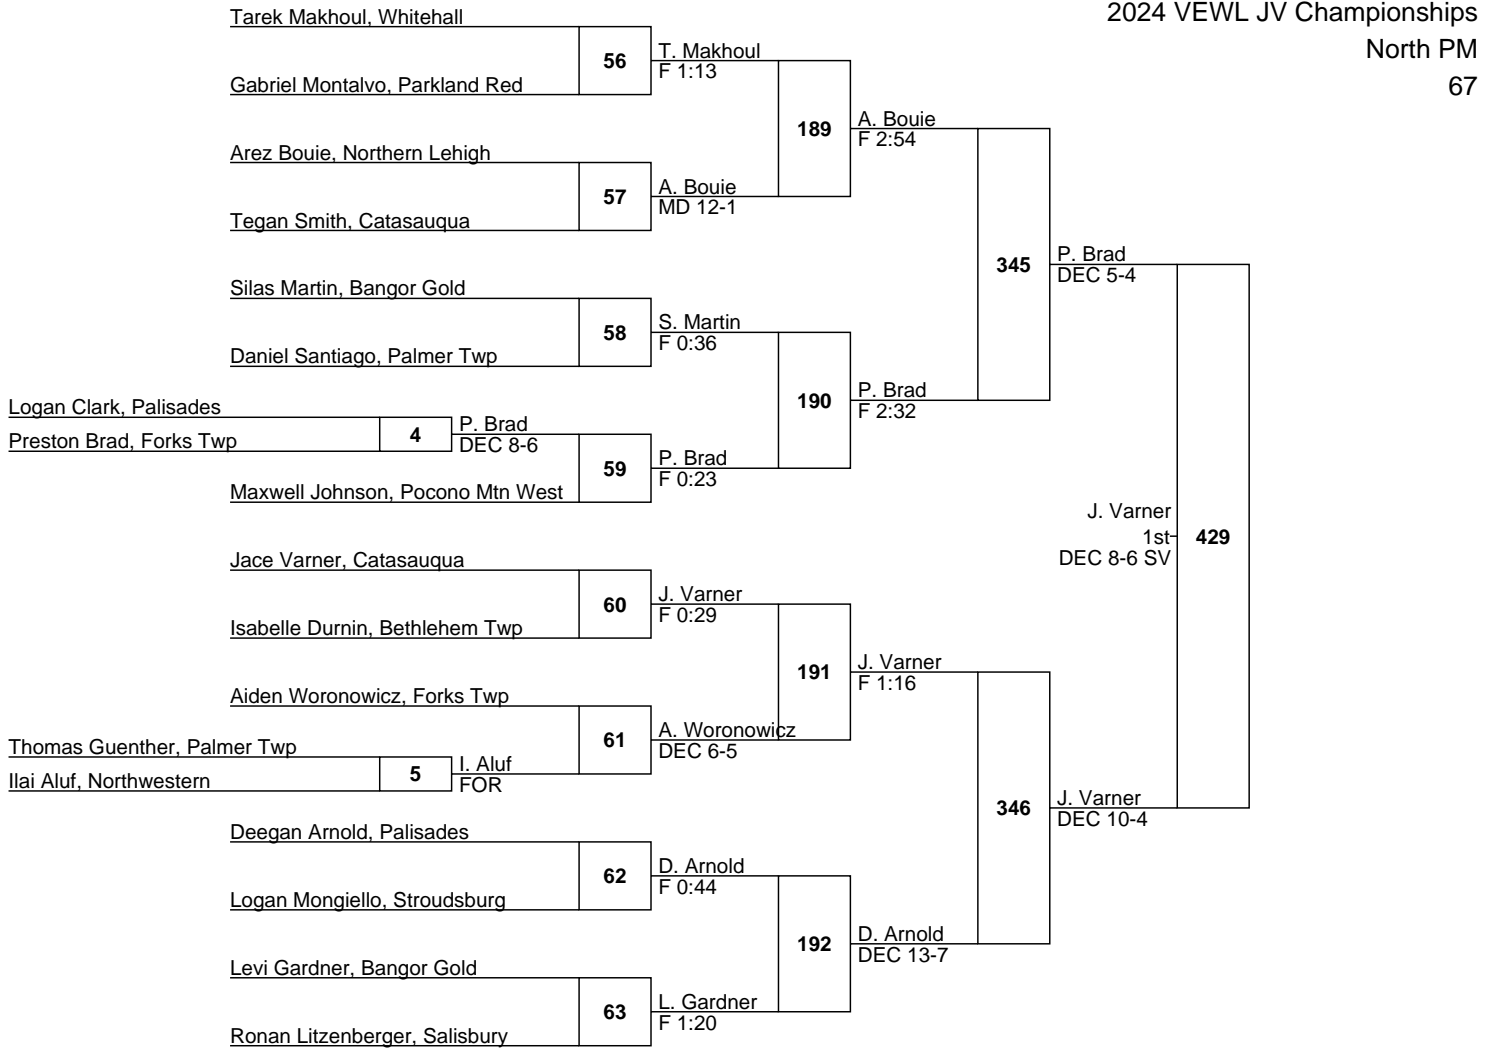 2024 VEWL JV Championships
North PM
67
Tarek Makhoul, Whitehall
56
T. Makhoul
F 1:13
Gabriel Montalvo, Parkland Red
189
A. Bouie
F 2:54
Arez Bouie, Northern Lehigh
57
A. Bouie
MD 12-1
Tegan Smith, Catasauqua
345
P. Brad
DEC 5-4
Silas Martin, Bangor Gold
58
S. Martin
F 0:36
Daniel Santiago, Palmer Twp
190
P. Brad
F 2:32
Logan Clark, Palisades
4
P. Brad
DEC 8-6
Preston Brad, Forks Twp
59
P. Brad
F 0:23
Maxwell Johnson, Pocono Mtn West
J. Varner
1st
DEC 8-6 SV
429
Jace Varner, Catasauqua
60
J. Varner
F 0:29
Isabelle Durnin, Bethlehem Twp
191
J. Varner
F 1:16
Aiden Woronowicz, Forks Twp
61
A. Woronowicz
DEC 6-5
Thomas Guenther, Palmer Twp
5
I. Aluf
FOR
Ilai Aluf, Northwestern
346
J. Varner
DEC 10-4
Deegan Arnold, Palisades
62
D. Arnold
F 0:44
Logan Mongiello, Stroudsburg
192
D. Arnold
DEC 13-7
Levi Gardner, Bangor Gold
63
L. Gardner
F 1:20
Ronan Litzenberger, Salisbury